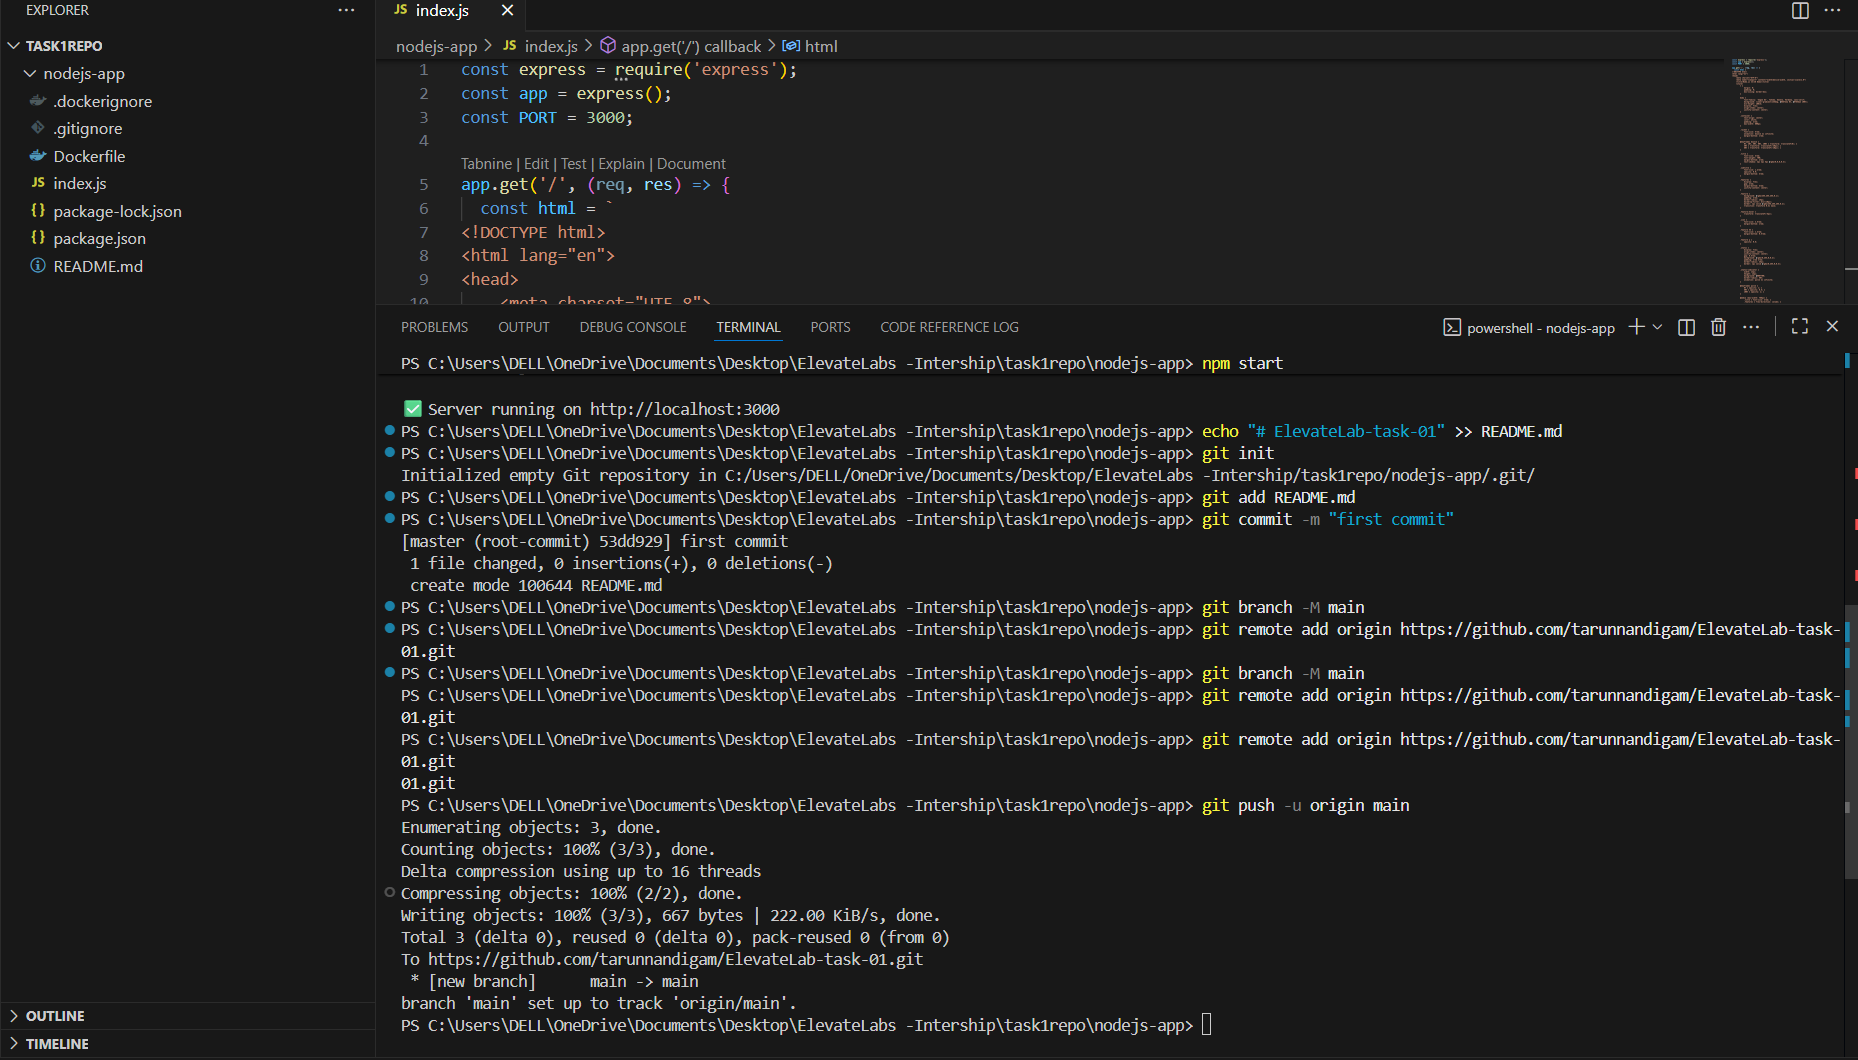 EXPLORER
TASK1REPO
nodejs-app
.dockerignore
.gitignore
Dockerfile
JS index.js
{} package-lock.json
{} package.json
README.md
OUTLINE
TIMELINE
JS index.js
nodejs-app > JS index.js > app.get('/') callback > html
1 const express = require('express');
2 const app = express();
3 const PORT = 3000;
4
Tabnine | Edit | Test | Explain | Document
5 app.get('/', (req, res) => {
6 const html = `
7 <!DOCTYPE html>
8 <html lang="en">
9 <head>
10 <meta charset="UTF-8">
PROBLEMS OUTPUT DEBUG CONSOLE TERMINAL PORTS CODE REFERENCE LOG
powershell - nodejs-app
PS C:\Users\DELL\OneDrive\Documents\Desktop\ElevateLabs -Intership\task1repo\nodejs-app> npm start
✅ Server running on http://localhost:3000
PS C:\Users\DELL\OneDrive\Documents\Desktop\ElevateLabs -Intership\task1repo\nodejs-app> echo "# ElevateLab-task-01" >> README.md
PS C:\Users\DELL\OneDrive\Documents\Desktop\ElevateLabs -Intership\task1repo\nodejs-app> git init
Initialized empty Git repository in C:/Users/DELL/OneDrive/Documents/Desktop/ElevateLabs -Intership/task1repo/nodejs-app/.git/
PS C:\Users\DELL\OneDrive\Documents\Desktop\ElevateLabs -Intership\task1repo\nodejs-app> git add README.md
PS C:\Users\DELL\OneDrive\Documents\Desktop\ElevateLabs -Intership\task1repo\nodejs-app> git commit -m "first commit"
[master (root-commit) 53dd929] first commit
1 file changed, 0 insertions(+), 0 deletions(-)
create mode 100644 README.md
PS C:\Users\DELL\OneDrive\Documents\Desktop\ElevateLabs -Intership\task1repo\nodejs-app> git branch -M main
PS C:\Users\DELL\OneDrive\Documents\Desktop\ElevateLabs -Intership\task1repo\nodejs-app> git remote add origin https://github.com/tarunnandigam/ElevateLab-task-
01.git
PS C:\Users\DELL\OneDrive\Documents\Desktop\ElevateLabs -Intership\task1repo\nodejs-app> git branch -M main
PS C:\Users\DELL\OneDrive\Documents\Desktop\ElevateLabs -Intership\task1repo\nodejs-app> git remote add origin https://github.com/tarunnandigam/ElevateLab-task-
01.git
PS C:\Users\DELL\OneDrive\Documents\Desktop\ElevateLabs -Intership\task1repo\nodejs-app> git remote add origin https://github.com/tarunnandigam/ElevateLab-task-
01.git
01.git
PS C:\Users\DELL\OneDrive\Documents\Desktop\ElevateLabs -Intership\task1repo\nodejs-app> git push -u origin main
Enumerating objects: 3, done.
Counting objects: 100% (3/3), done.
Delta compression using up to 16 threads
Compressing objects: 100% (2/2), done.
Writing objects: 100% (3/3), 667 bytes | 222.00 KiB/s, done.
Total 3 (delta 0), reused 0 (delta 0), pack-reused 0 (from 0)
To https://github.com/tarunnandigam/ElevateLab-task-01.git
* [new branch] main -> main
branch 'main' set up to track 'origin/main'.
PS C:\Users\DELL\OneDrive\Documents\Desktop\ElevateLabs -Intership\task1repo\nodejs-app>